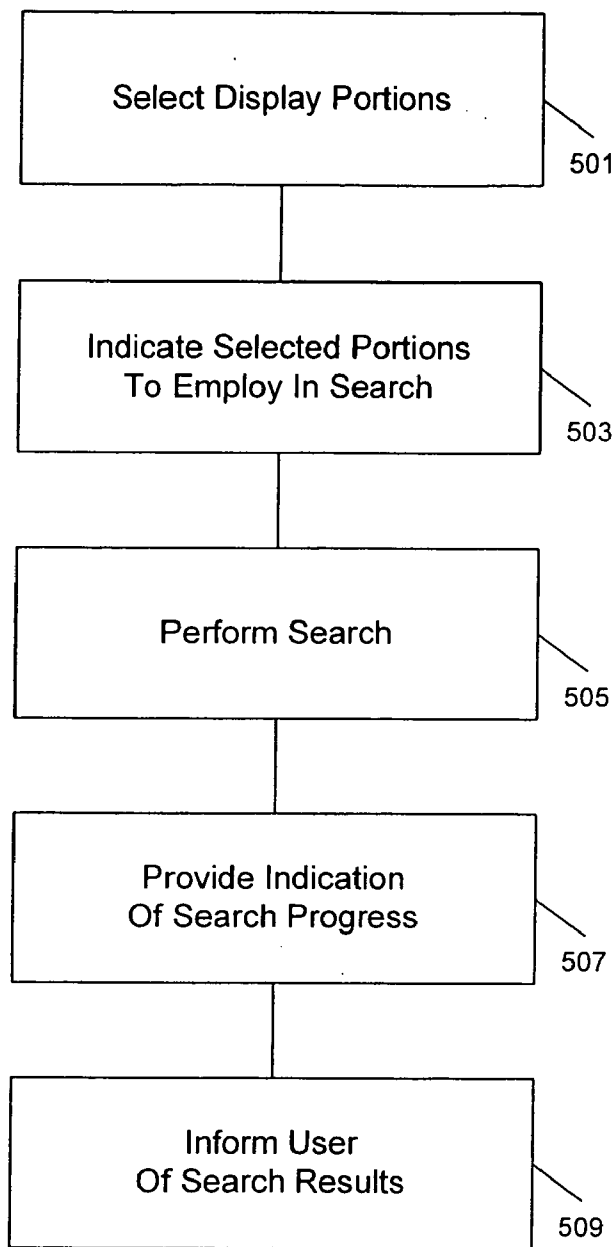 Select Display Portions
501
Indicate Selected Portions
To Employ In Search
503
Perform Search
505
Provide Indication
Of Search Progress
507
Inform User
Of Search Results
509